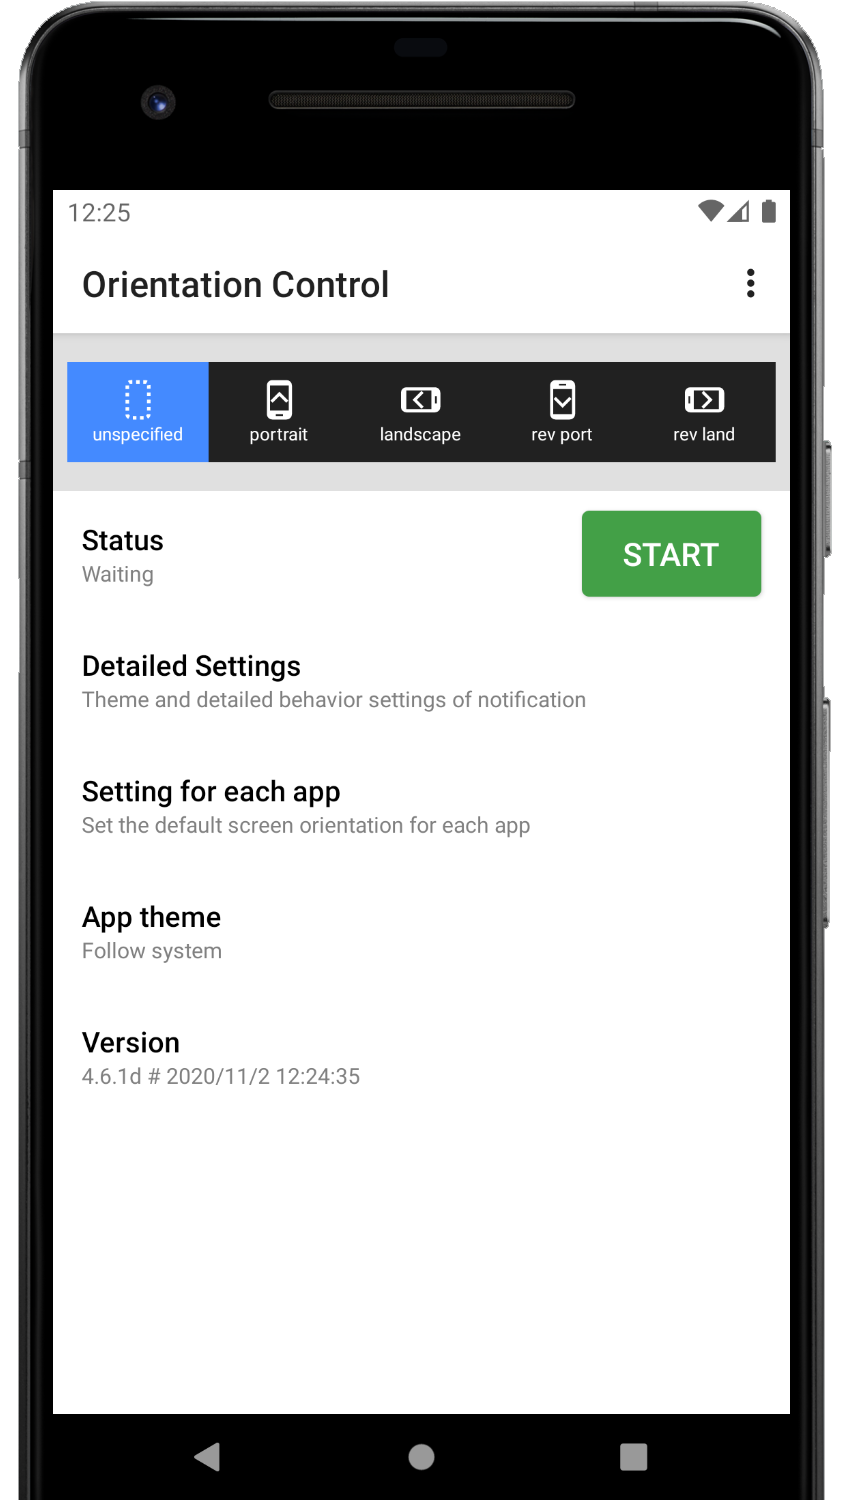 12:25
Orientation Control
unspecified portrait landscape rev port rev land
Status
Waiting
START
Detailed Settings
Theme and detailed behavior settings of notification
Setting for each app
Set the default screen orientation for each app
App theme
Follow system
Version
4.6.1d # 2020/11/2 12:24:35